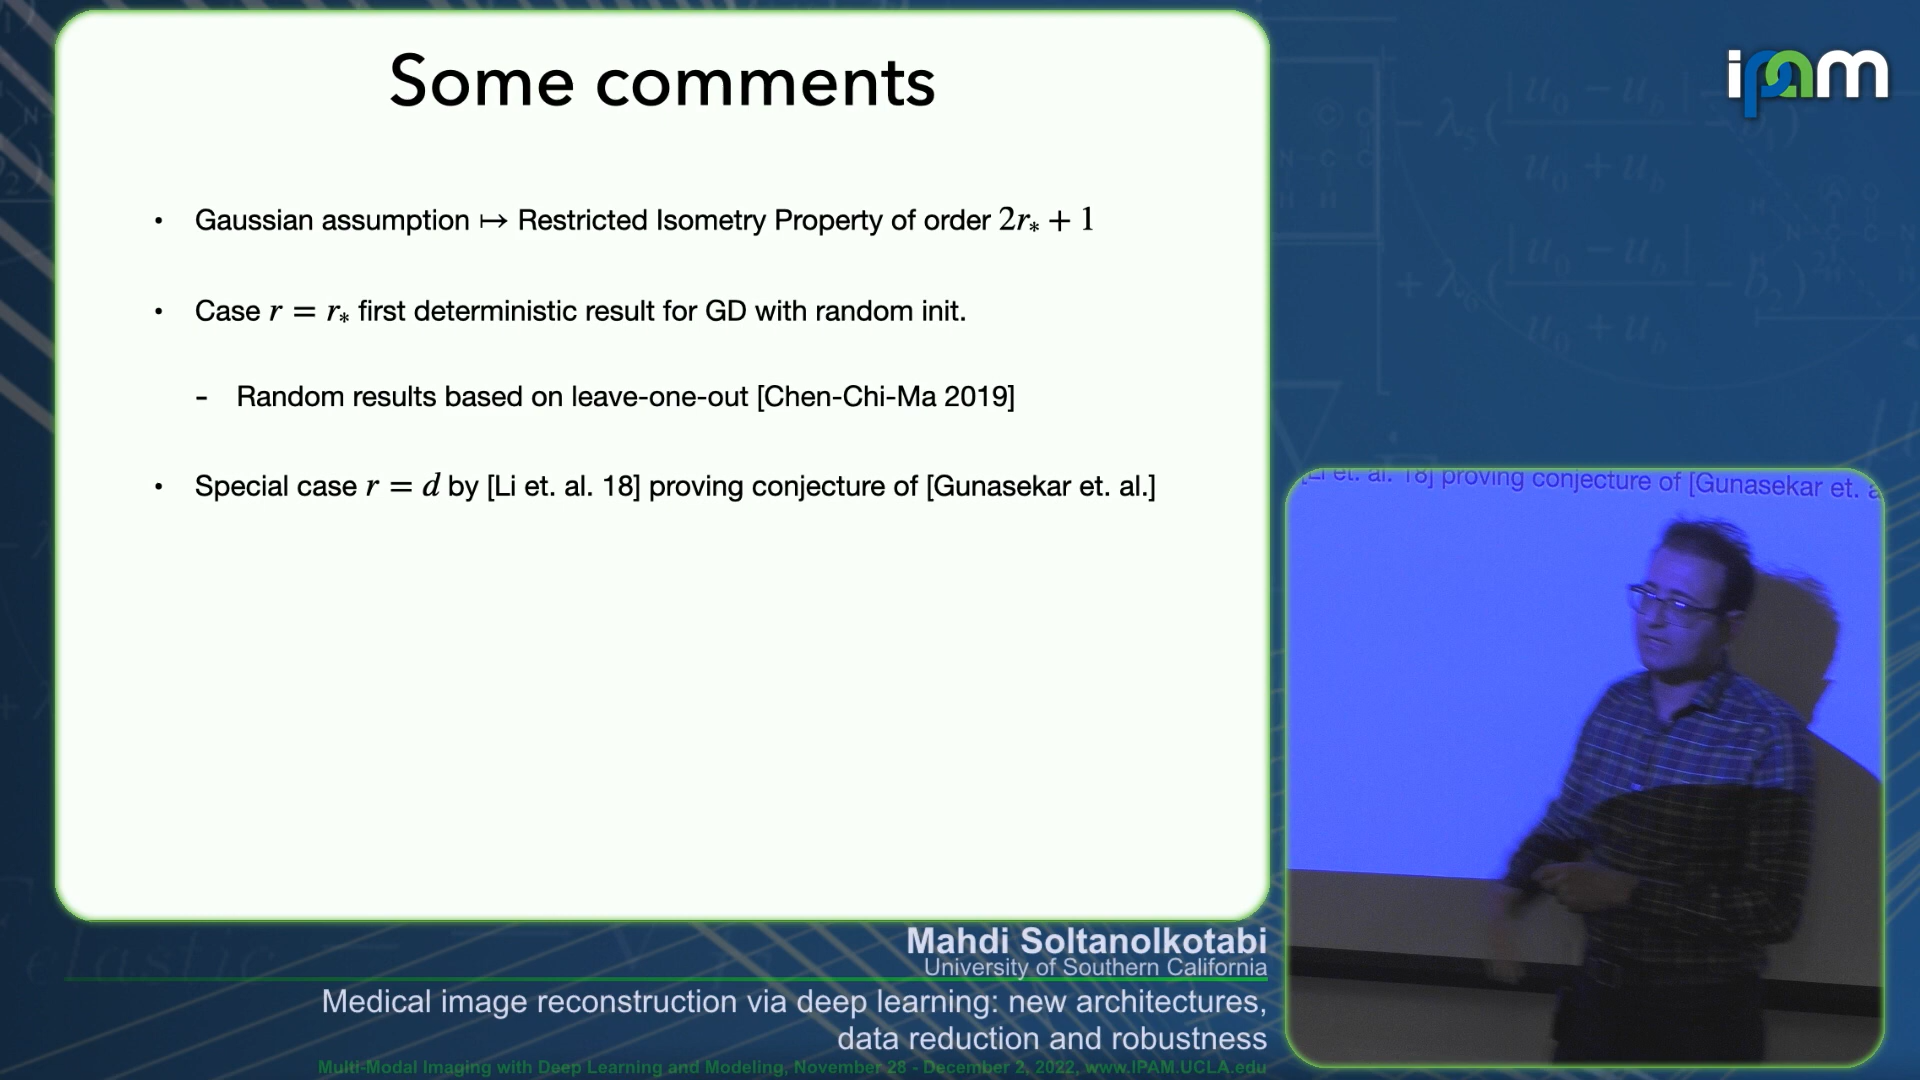 Some comments
ipam
• Gaussian assumption ↦ Restricted Isometry Property of order 2r* + 1
• Case r = r* first deterministic result for GD with random init.
- Random results based on leave-one-out [Chen-Chi-Ma 2019]
• Special case r = d by [Li et. al. 18] proving conjecture of [Gunasekar et. al.]
[Li et. al. 18] proving conjecture of [Gunasekar et.
Mahdi Soltanolkotabi
University of Southern California
Medical image reconstruction via deep learning: new architectures,
data reduction and robustness
Multi-Modal Imaging with Deep Learning and Modeling, November 28 - December 2, 2022, www.IPAM.UCLA.edu